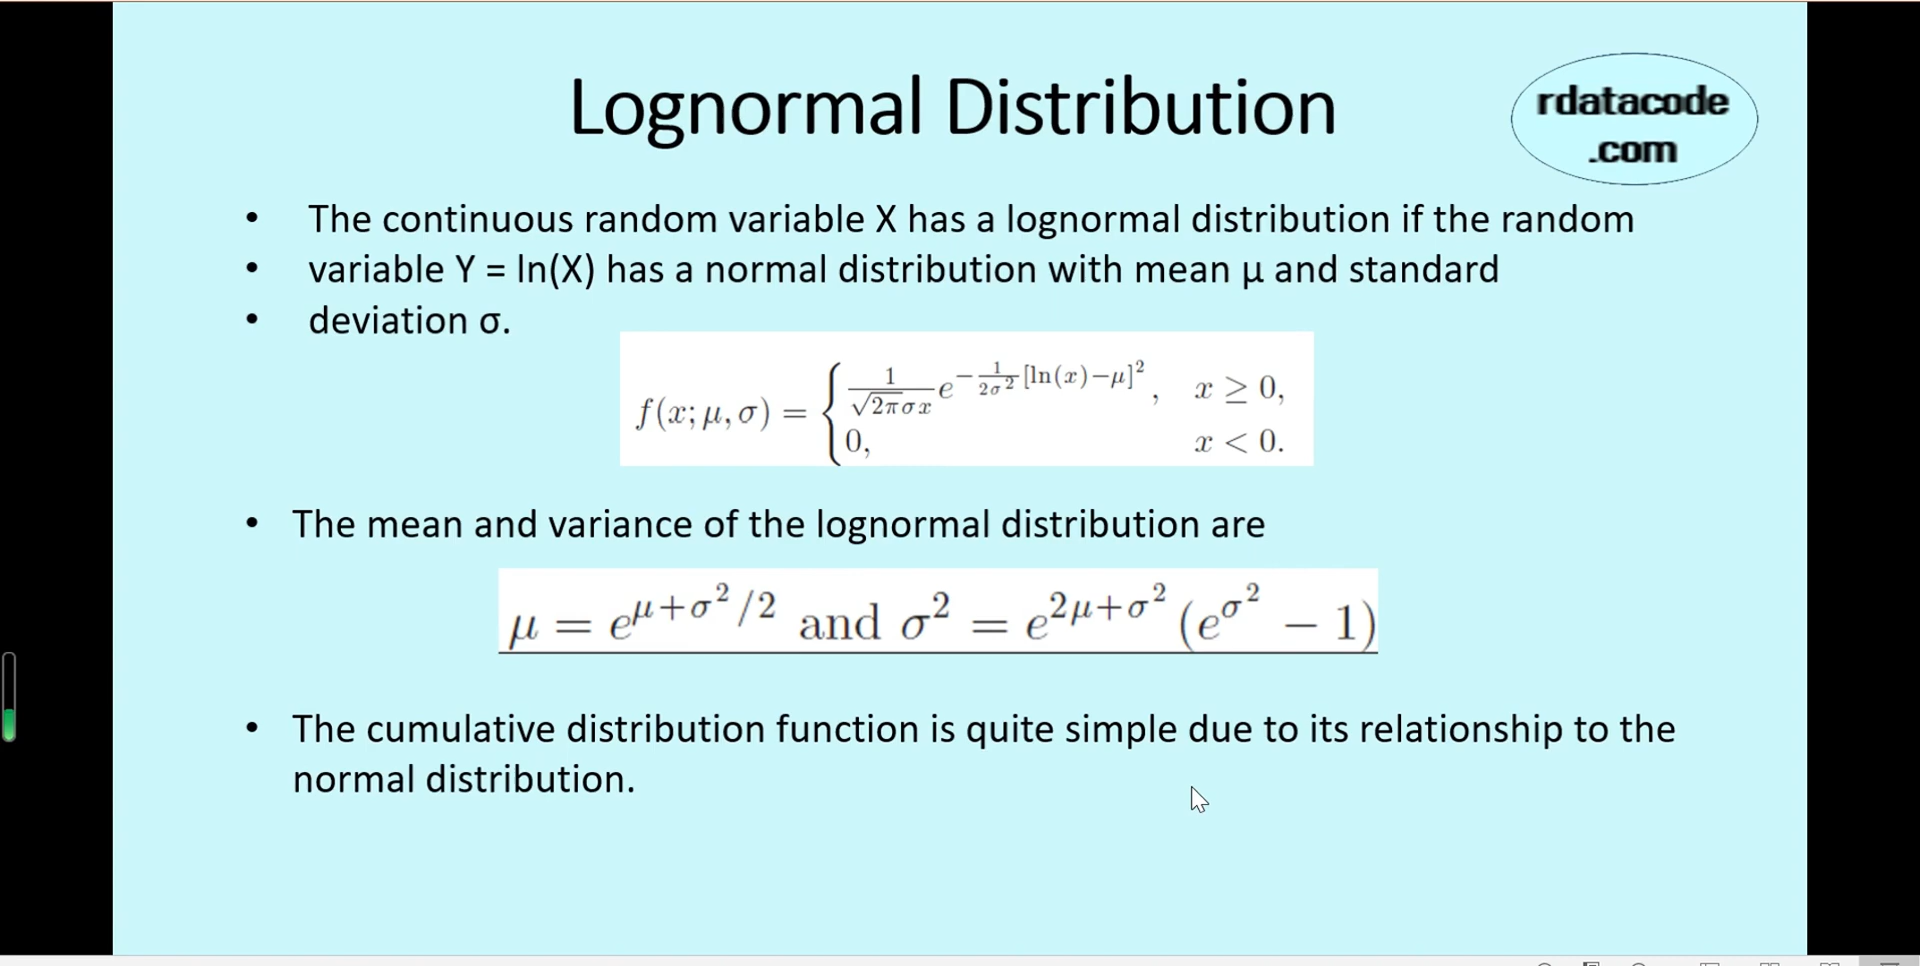 Lognormal Distribution
rdatacode
.com
• The continuous random variable X has a lognormal distribution if the random
• variable Y = ln(X) has a normal distribution with mean μ and standard
• deviation σ.
f(x; μ, σ) = { 1/(√2πσx) e^{−1/(2σ²)[ln(x)−μ]²}, x ≥ 0,
0, x < 0.
• The mean and variance of the lognormal distribution are
μ = e^{μ+σ²/2} and σ² = e^{2μ+σ²}(e^{σ²} − 1)
• The cumulative distribution function is quite simple due to its relationship to the
normal distribution.